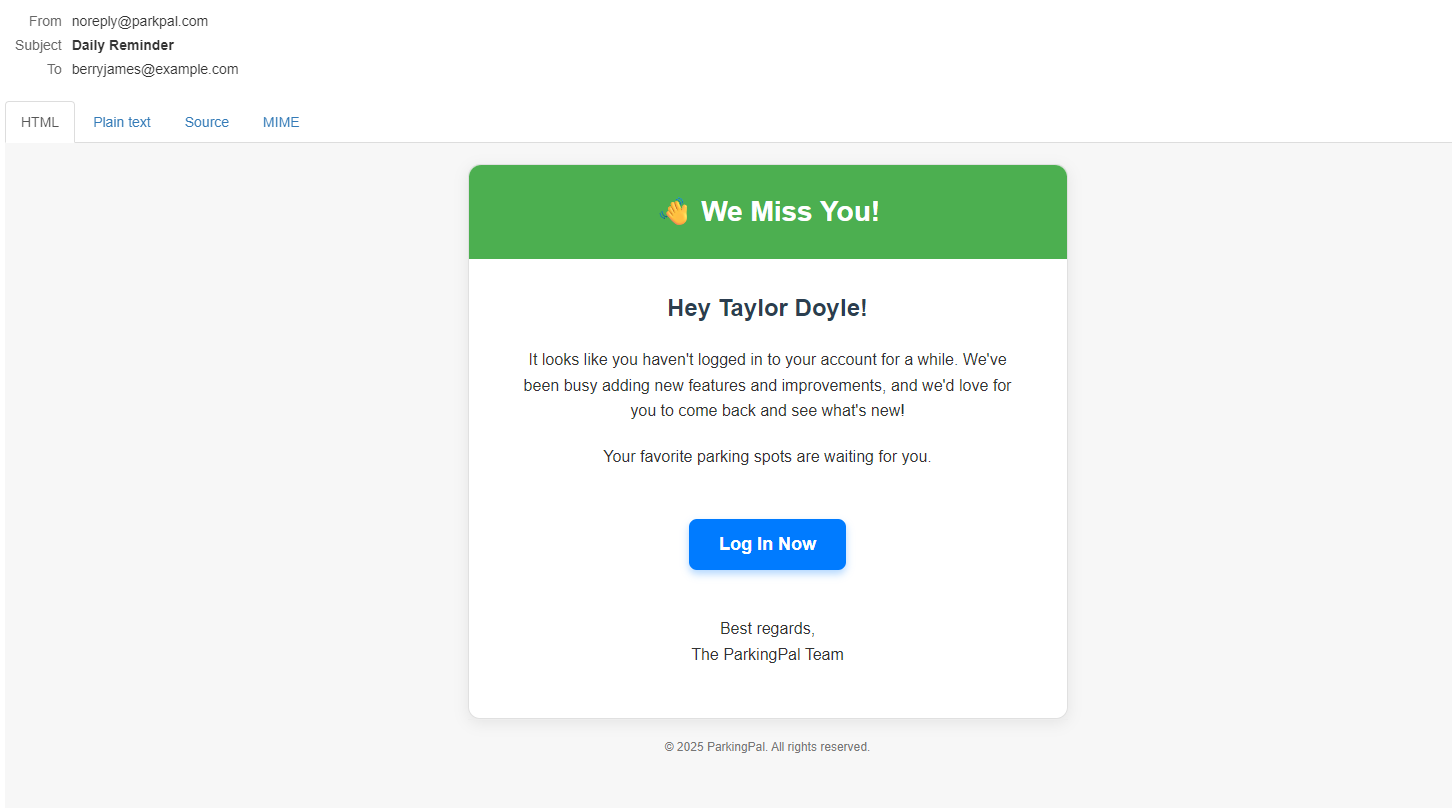 From noreply@parkpal.com
Subject Daily Reminder
To berryjames@example.com
HTML Plain text Source MIME
👋 We Miss You!
Hey Taylor Doyle!
It looks like you haven't logged in to your account for a while. We've
been busy adding new features and improvements, and we'd love for
you to come back and see what's new!
Your favorite parking spots are waiting for you.
Log In Now
Best regards,
The ParkingPal Team
© 2025 ParkingPal. All rights reserved.